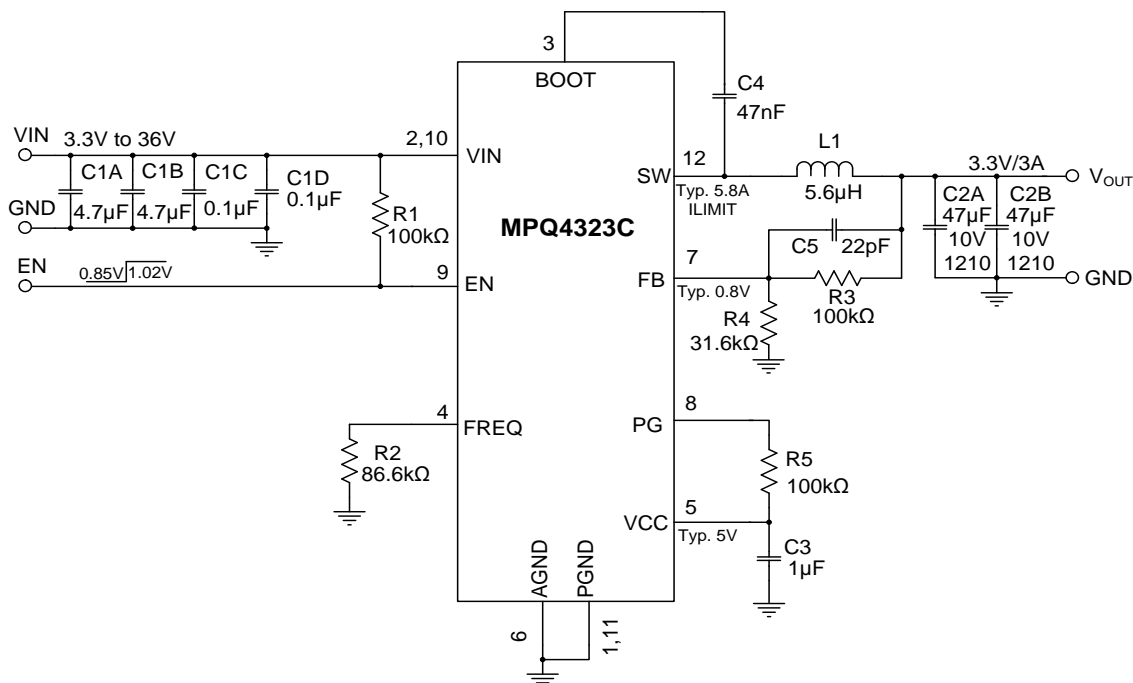 3
BOOT
C4
47nF
VIN
3.3V to 36V
2,10
VIN
C1A
4.7µF
C1B
4.7µF
C1C
0.1µF
C1D
0.1µF
GND
R1
100kΩ
EN
0.85V
1.02V
9
EN
MPQ4323C
12
SW
Typ. 5.8A
ILIMIT
L1
5.6µH
3.3V/3A
VOUT
C2A
47µF
10V
1210
C2B
47µF
10V
1210
GND
C5
22pF
7
FB
Typ. 0.8V
R3
100kΩ
R4
31.6kΩ
4
FREQ
R2
86.6kΩ
8
PG
R5
100kΩ
5
VCC
Typ. 5V
C3
1µF
AGND
PGND
6
1,11